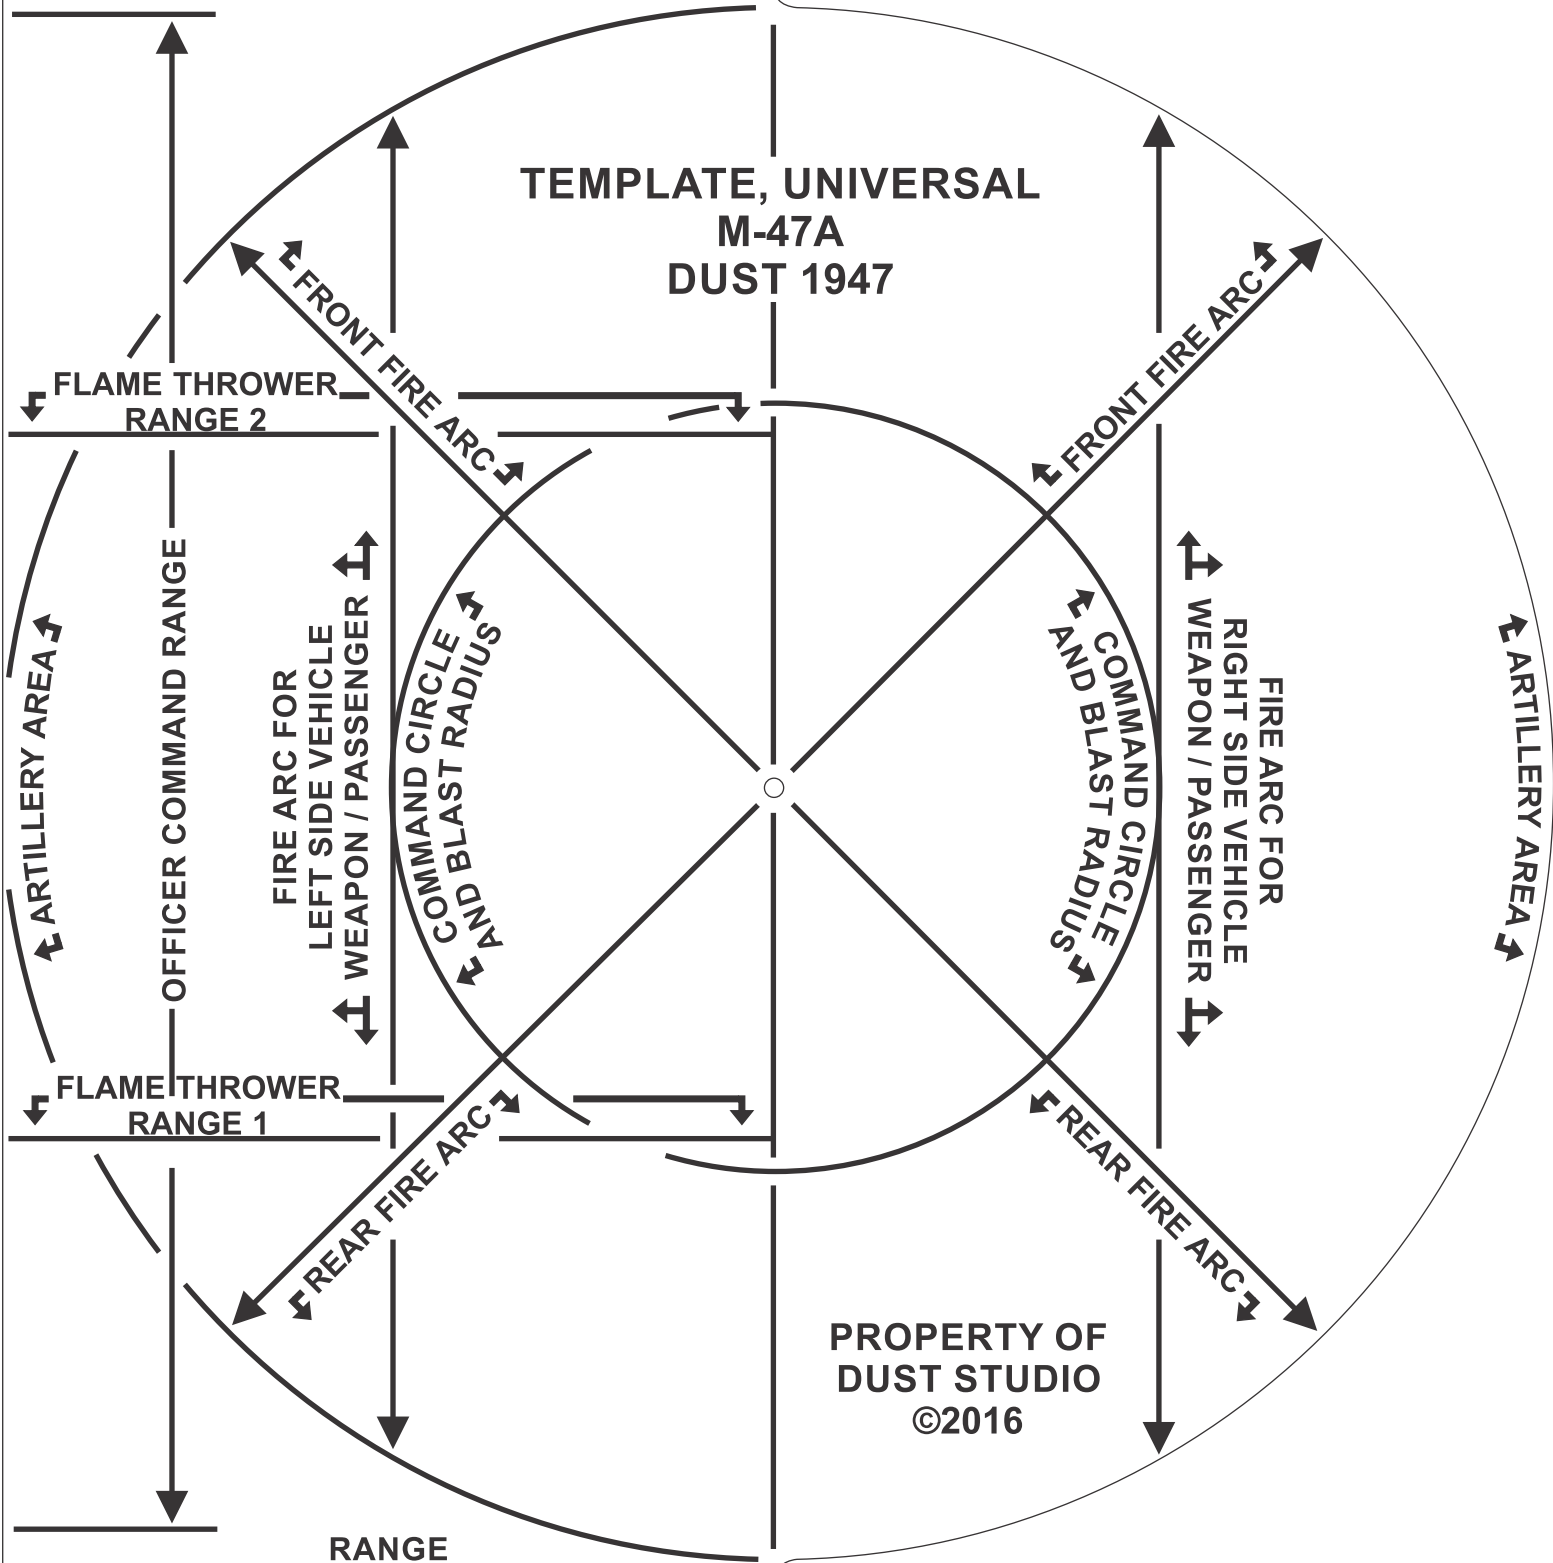 TEMPLATE, UNIVERSAL
M-47A
DUST 1947
FRONT FIRE ARC
FRONT FIRE ARC
FLAME THROWER
RANGE 2
ARTILLERY AREA
OFFICER COMMAND RANGE
FIRE ARC FOR
LEFT SIDE VEHICLE
WEAPON / PASSENGER
COMMAND CIRCLE
AND BLAST RADIUS
COMMAND CIRCLE
AND BLAST RADIUS
FIRE ARC FOR
RIGHT SIDE VEHICLE
WEAPON / PASSENGER
ARTILLERY AREA
FLAME THROWER
RANGE 1
REAR FIRE ARC
REAR FIRE ARC
PROPERTY OF
DUST STUDIO
©2016
RANGE